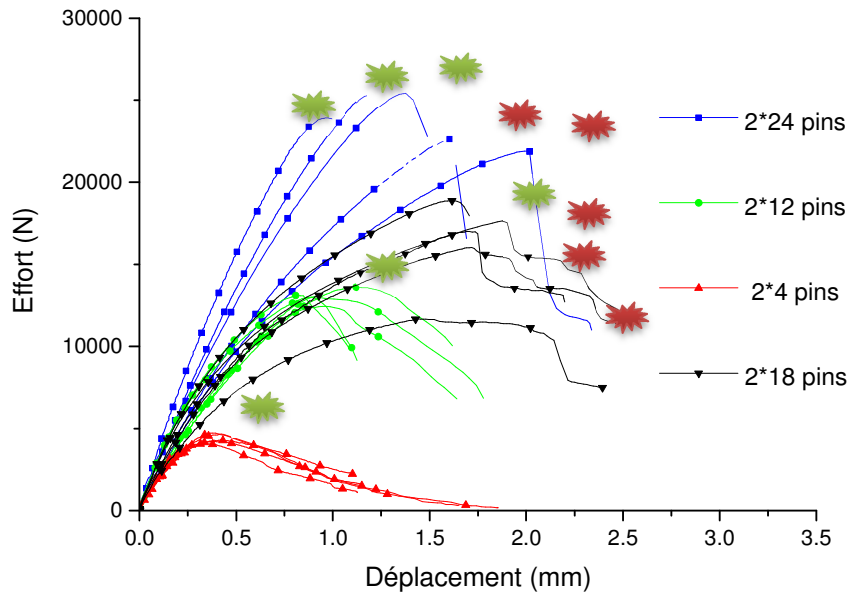 30000
20000
10000
0
Effort (N)
0.0 0.5 1.0 1.5 2.0 2.5 3.0 3.5
Déplacement (mm)
2*24 pins
2*12 pins
2*4 pins
2*18 pins